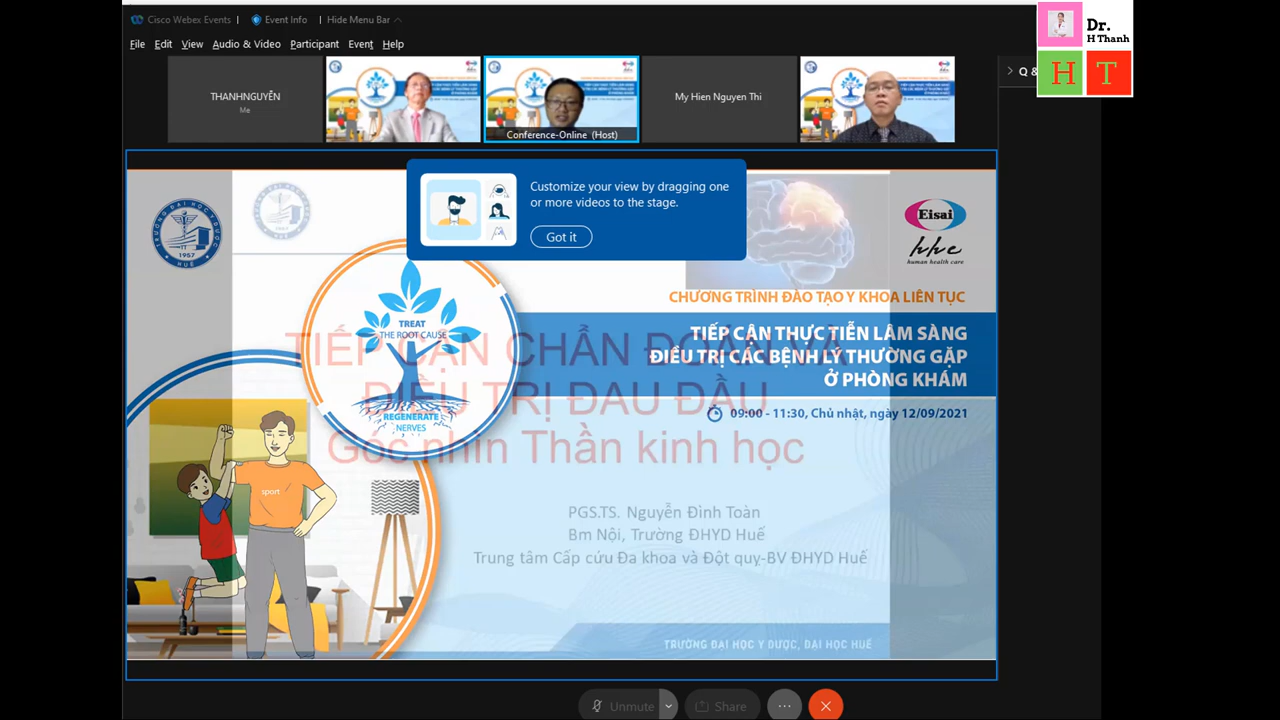 Cisco Webex Events
Event Info
Hide Menu Bar
File
Edit
View
Audio & Video
Participant
Event
Help
Dr.
H Thanh
H
T
THANHNGUYỄN
Me
Conference-Online (Host)
My Hien Nguyen Thi
Q &
Customize your view by dragging one
or more videos to the stage.
Got it
TRƯỜNG ĐẠI HỌC Y DƯỢC
1957
HUẾ
Eisai
hhc
human health care
CHƯƠNG TRÌNH ĐÀO TẠO Y KHOA LIÊN TỤC
TIẾP CẬN THỰC TIỄN LÂM SÀNG
ĐIỀU TRỊ CÁC BỆNH LÝ THƯỜNG GẶP
Ở PHÒNG KHÁM
09:00 - 11:30, Chủ nhật, ngày 12/09/2021
TREAT
THE ROOT CAUSE
REGENERATE
NERVES
TIẾP CẬN CHẨN ĐOÁN VÀ
ĐIỀU TRỊ ĐAU ĐẦU
Góc nhìn Thần kinh học
sport
PGS.TS. Nguyễn Đình Toàn
Bm Nội, Trường ĐHYD Huế
Trung tâm Cấp cứu Đa khoa và Đột quỵ-BV ĐHYD Huế
TRƯỜNG ĐẠI HỌC Y DƯỢC, ĐẠI HỌC HUẾ
Unmute
Share